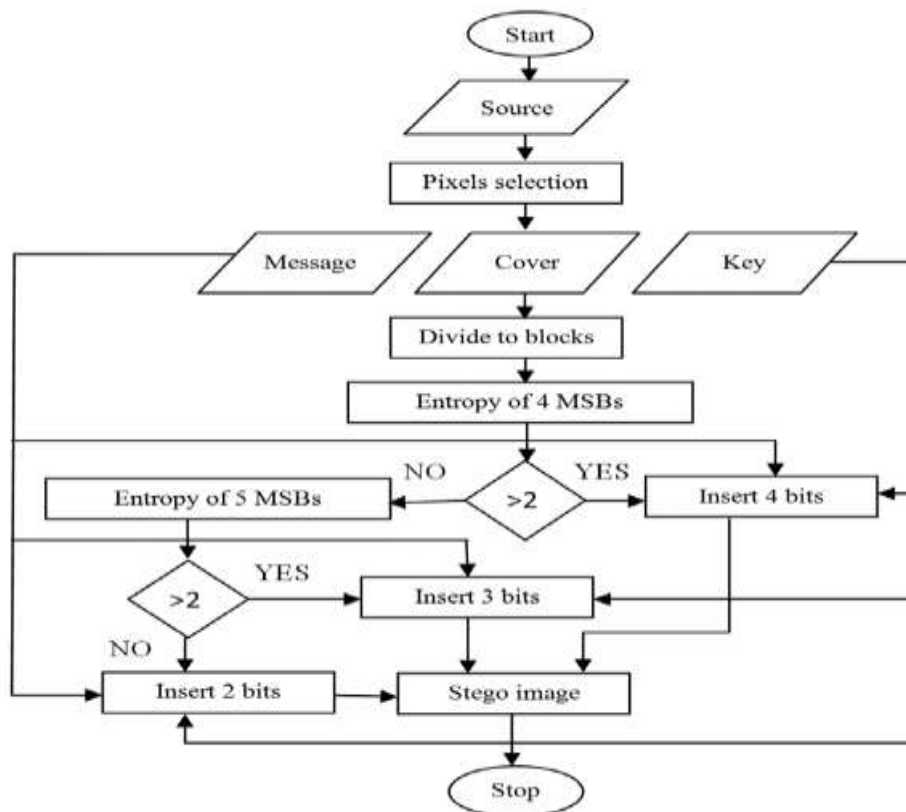 Start
Source
Pixels selection
Message
Cover
Key
Divide to blocks
Entropy of 4 MSBs
NO
YES
Entropy of 5 MSBs
>2
Insert 4 bits
YES
>2
Insert 3 bits
NO
Insert 2 bits
Stego image
Stop